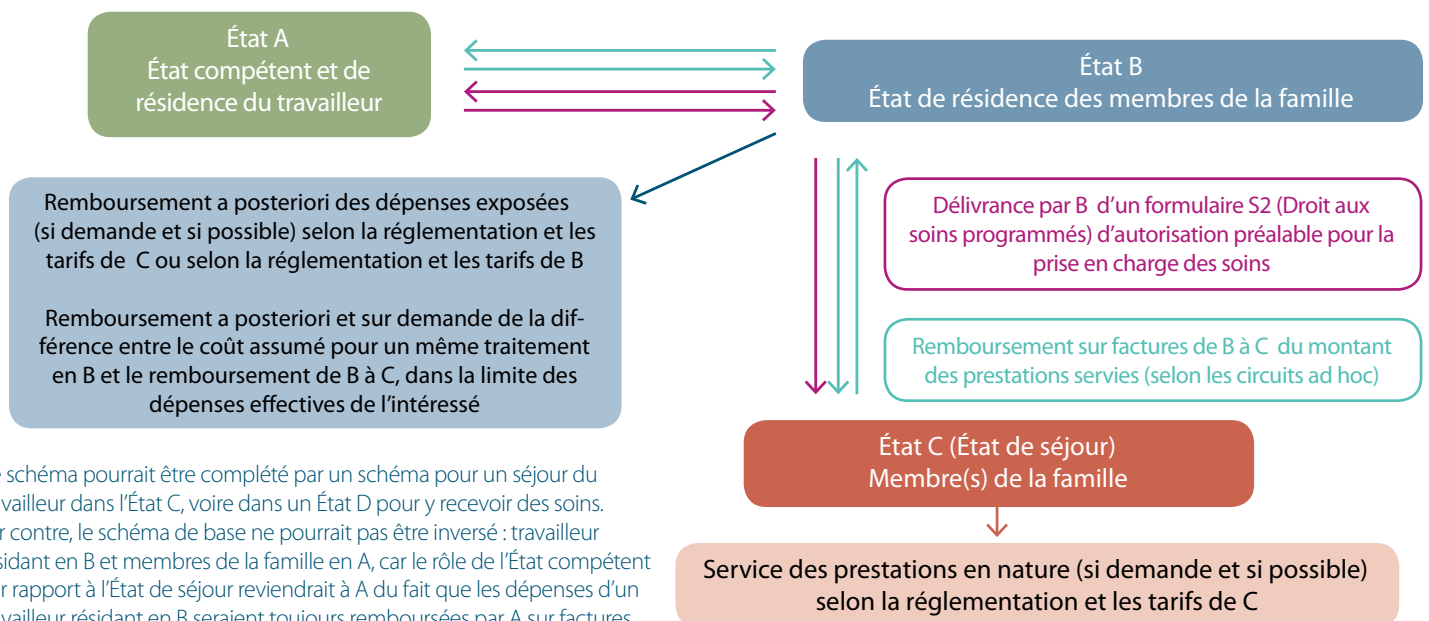 État A
État compétent et de
résidence du travailleur
État B
État de résidence des membres de la famille
Remboursement a posteriori des dépenses exposées
(si demande et si possible) selon la réglementation et les
tarifs de C ou selon la réglementation et les tarifs de B
Remboursement a posteriori et sur demande de la dif-
férence entre le coût assumé pour un même traitement
en B et le remboursement de B à C, dans la limite des
dépenses effectives de l'intéressé
Délivrance par B d'un formulaire S2 (Droit aux
soins programmés) d'autorisation préalable pour la
prise en charge des soins
Remboursement sur factures de B à C du montant
des prestations servies (selon les circuits ad hoc)
État C (État de séjour)
Membre(s) de la famille
Service des prestations en nature (si demande et si possible)
selon la réglementation et les tarifs de C
schéma pourrait être complété par un schéma pour un séjour du
dans l'État C, voire dans un État D pour y recevoir des soins.
contre, le schéma de base ne pourrait pas être inversé : travailleur
en B et membres de la famille en A, car le rôle de l'État compétent
rapport à l'État de séjour reviendrait à A du fait que les dépenses d'un
résidant en B seraient toujours remboursées par A sur factures